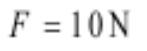 F = 10N